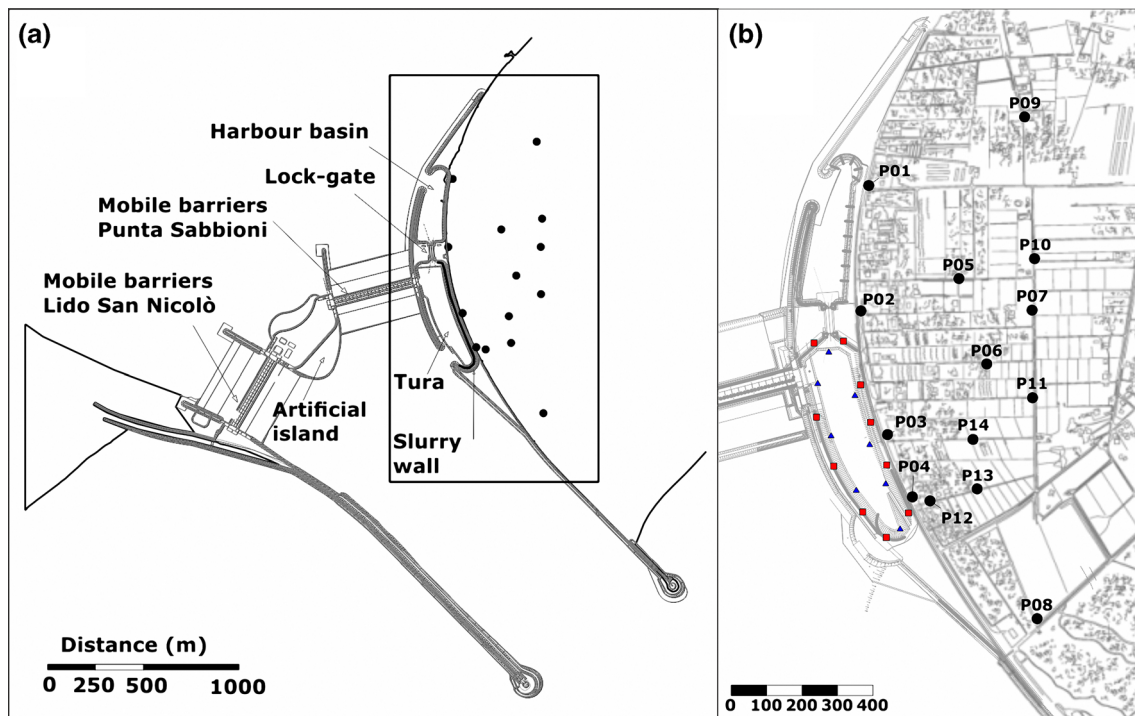 (a)
Harbour basin
Lock-gate
Mobile barriers
Punta Sabbioni
Mobile barriers
Lido San Nicolò
Tura
Artificial
island
Slurry
wall
Distance (m)
0 250 500 1000
(b)
P09
P01
P10
P05
P02
P07
P06
P11
P03
P14
P04
P13
P12
P08
0 100 200 300 400